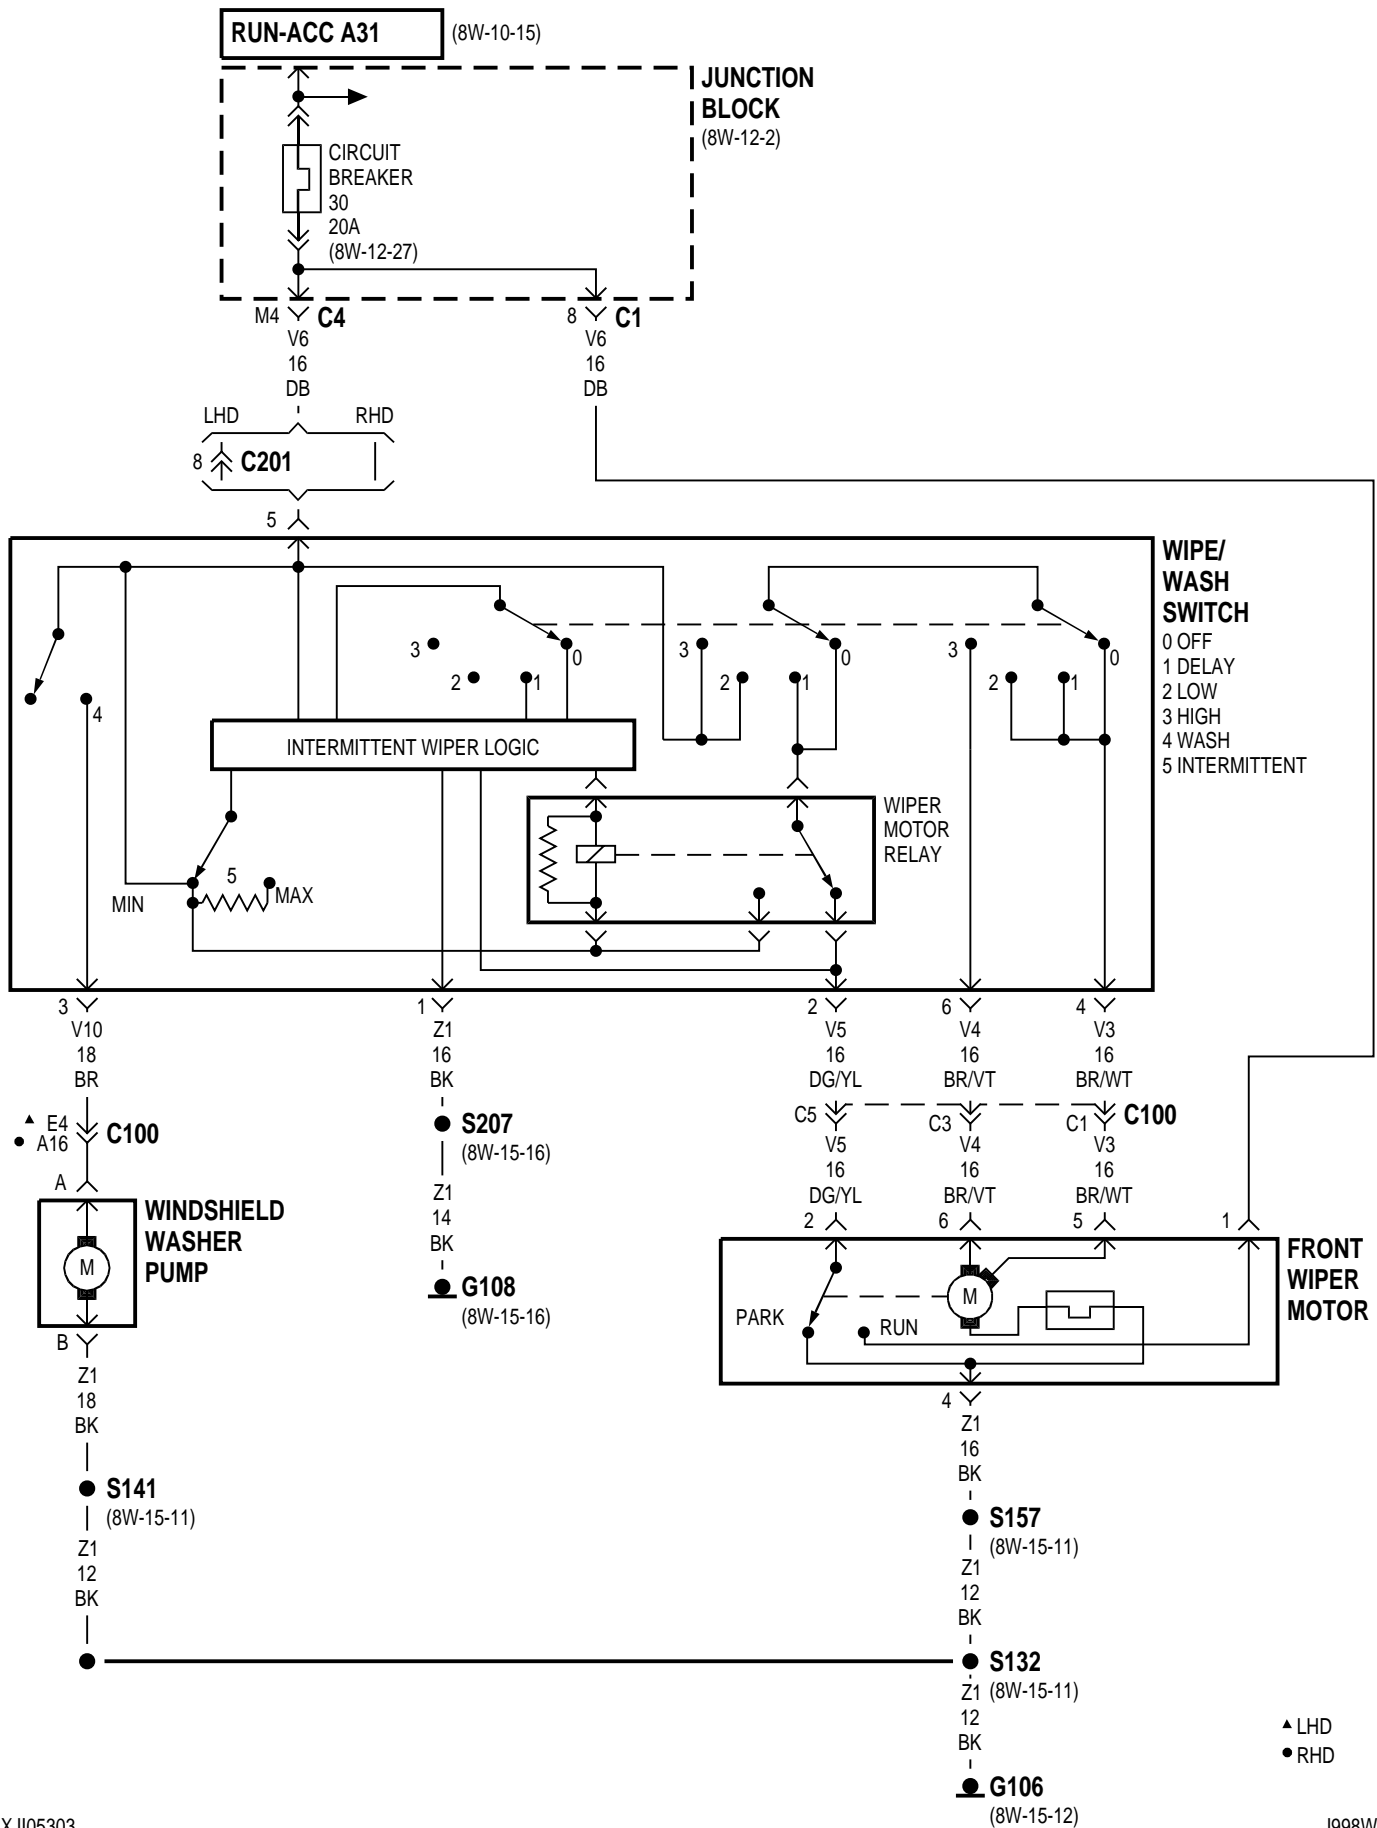 RUN-ACC A31
(8W-10-15)
JUNCTION
BLOCK
(8W-12-2)
CIRCUIT
BREAKER
30
20A
(8W-12-27)
M4
C4
8
C1
V6
16
DB
V6
16
DB
LHD
RHD
8
C201
5
WIPE/
WASH
SWITCH
0 OFF
1 DELAY
2 LOW
3 HIGH
4 WASH
5 INTERMITTENT
3
0
2
1
3
0
2
1
3
0
2
1
4
INTERMITTENT WIPER LOGIC
WIPER
MOTOR
RELAY
5
MIN
MAX
3
V10
18
BR
1
Z1
16
BK
2
V5
16
DG/YL
6
V4
16
BR/VT
4
V3
16
BR/WT
E4
A16
C100
S207
(8W-15-16)
C5
C3
C1
C100
V5
16
DG/YL
2
V4
16
BR/VT
6
V3
16
BR/WT
5
1
A
WINDSHIELD
WASHER
PUMP
M
B
Z1
14
BK
G108
(8W-15-16)
FRONT
WIPER
MOTOR
M
PARK
RUN
4
Z1
18
BK
S141
(8W-15-11)
Z1
12
BK
Z1
16
BK
S157
(8W-15-11)
Z1
12
BK
S132
(8W-15-11)
Z1
12
BK
G106
(8W-15-12)
LHD
RHD